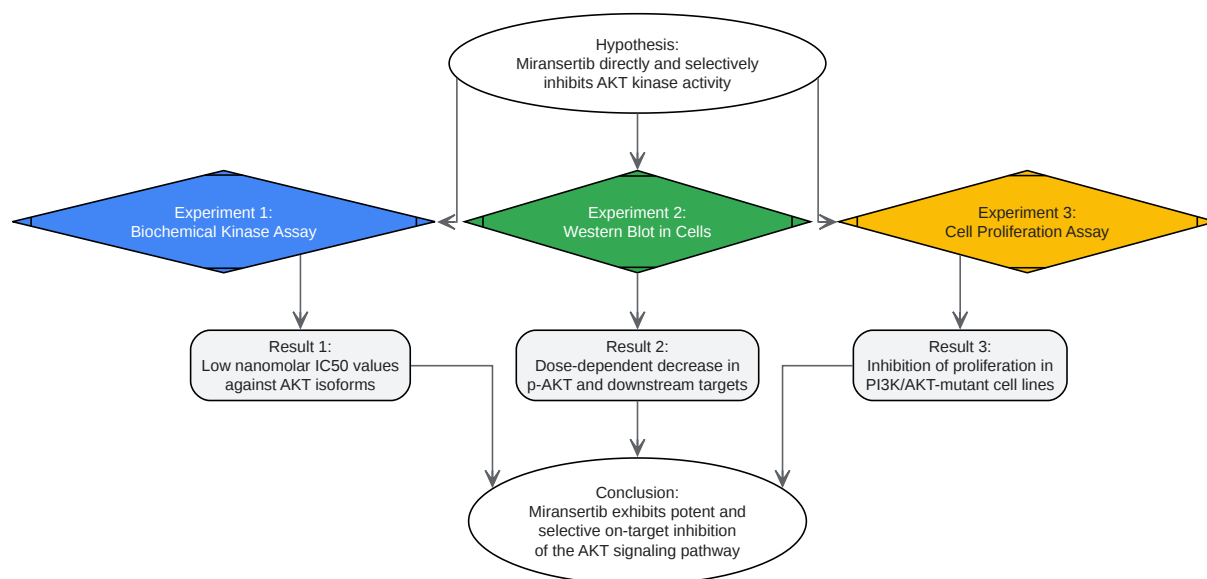 Hypothesis:
Miransertib directly and selectively
inhibits AKT kinase activity
Experiment 1:
Biochemical Kinase Assay
Experiment 2:
Western Blot in Cells
Experiment 3:
Cell Proliferation Assay
Result 1:
Low nanomolar IC50 values
against AKT isoforms
Result 2:
Dose-dependent decrease in
p-AKT and downstream targets
Result 3:
Inhibition of proliferation in
PI3K/AKT-mutant cell lines
Conclusion:
Miransertib exhibits potent and
selective on-target inhibition
of the AKT signaling pathway